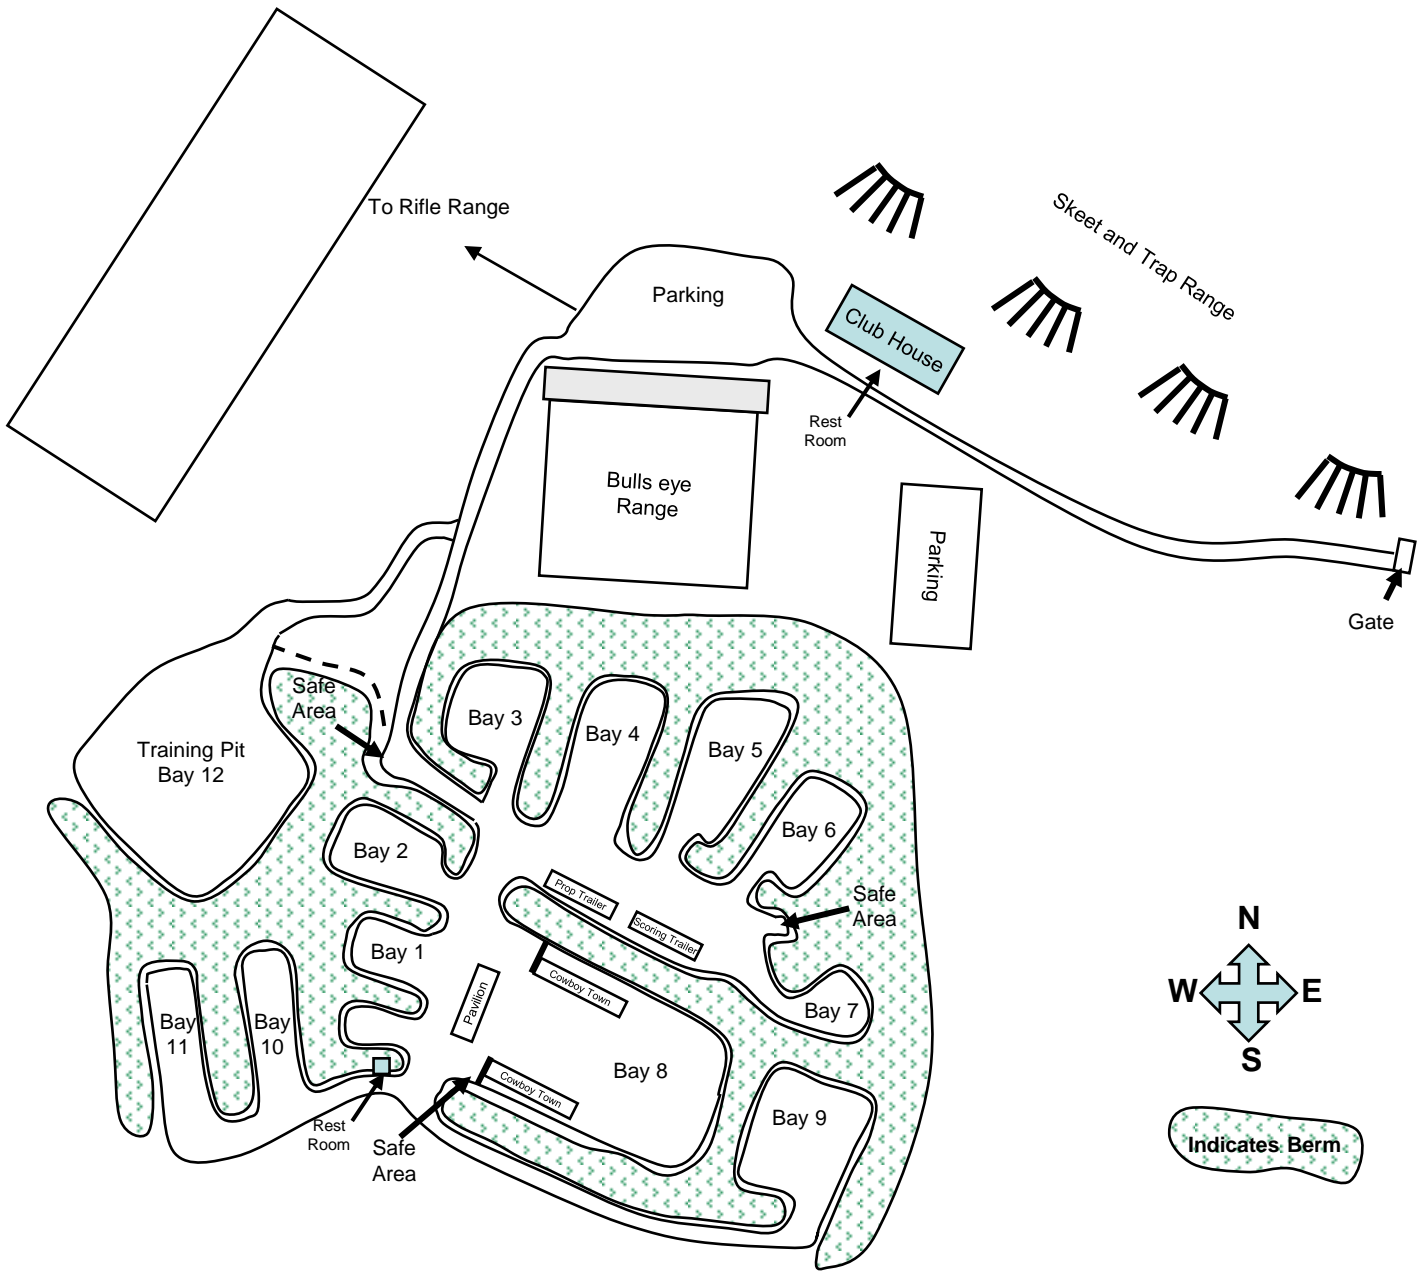 To Rifle Range
Parking
Club House
Skeet and Trap Range
Rest
Room
Bulls eye
Range
Parking
Gate
Safe
Area
Bay 3
Bay 4
Bay 5
Training Pit
Bay 12
Bay 6
Bay 2
Prop Trailer
Scoring Trailer
Safe
Area
Bay 1
Pavilion
Cowboy Town
Bay 7
Bay
11
Bay
10
Bay 8
Cowboy Town
Bay 9
Rest
Room
Safe
Area
N
W
E
S
Indicates Berm